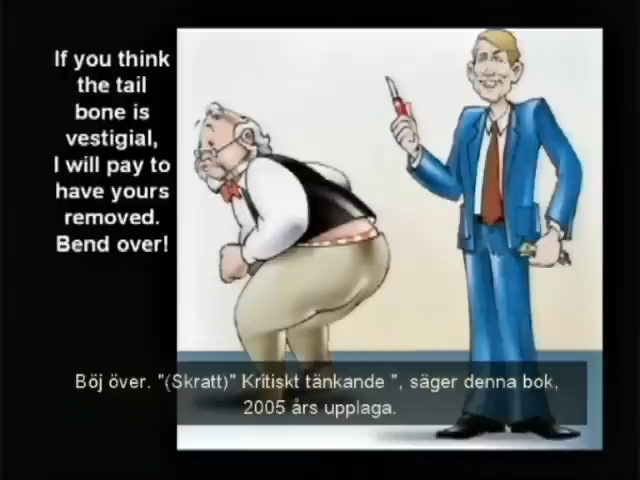 If you think
the tail
bone is
vestigial,
I will pay to
have yours
removed.
Bend over!
Böj över. "(Skratt)" Kritiskt tänkande ", säger denna bok,
2005 års upplaga.